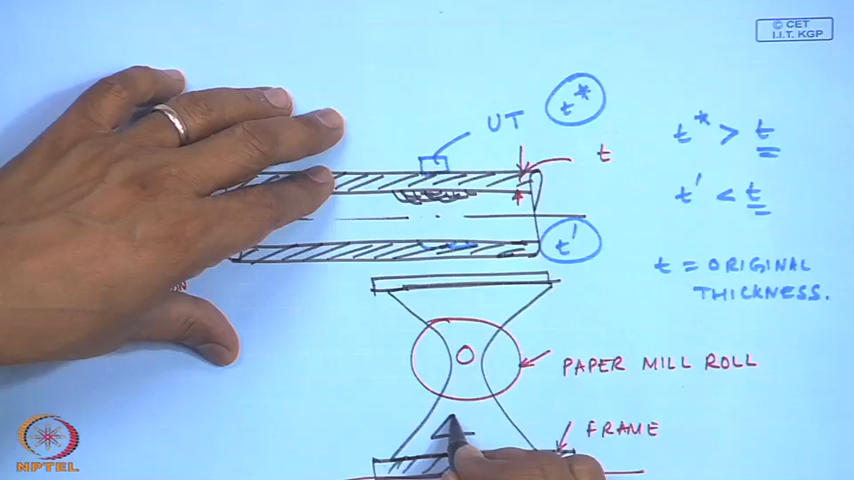 © CET
I.I.T. KGP
UT
t*
t* > t
t
t' < t
t'
t = ORIGINAL
THICKNESS.
PAPER MILL ROLL
FRAME
NPTEL